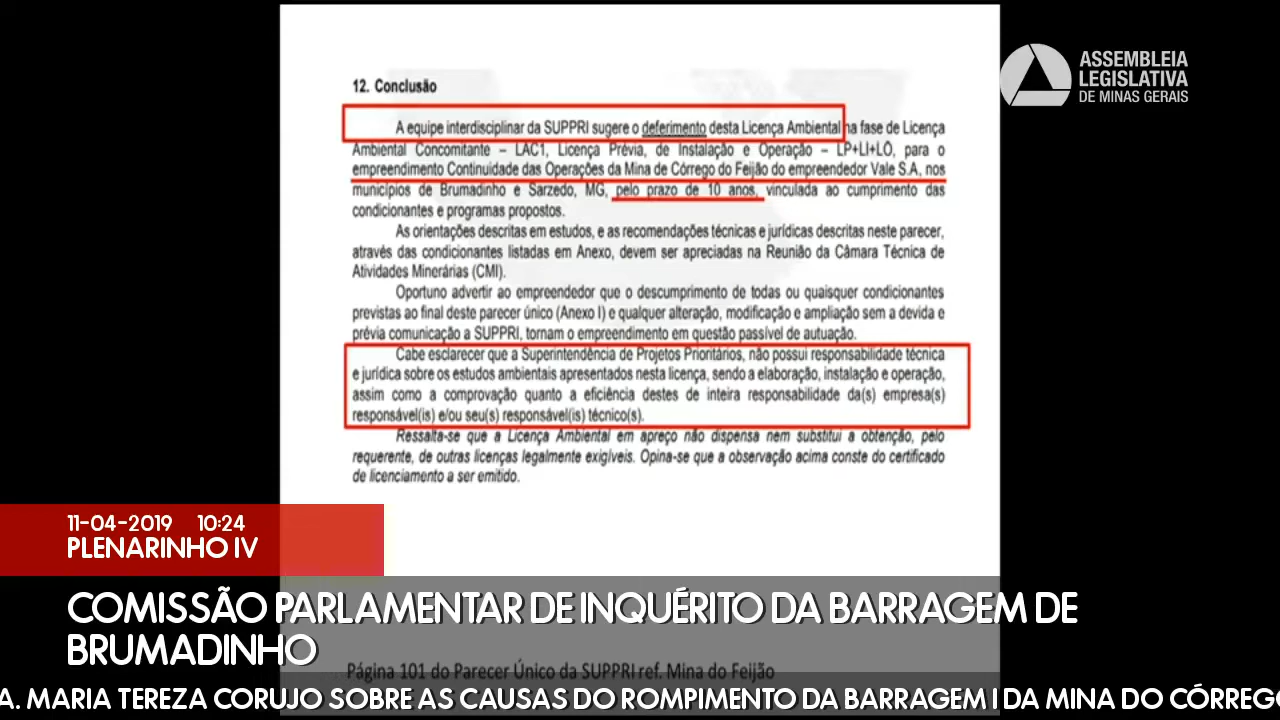 ASSEMBLEIA
LEGISLATIVA
DE MINAS GERAIS
12. Conclusão
A equipe interdisciplinar da SUPPRI sugere o deferimento desta Licença Ambiental na fase de Licença
Ambiental Concomitante – LAC1, Licença Prévia, de Instalação e Operação – LP+LI+LO, para o
empreendimento Continuidade das Operações da Mina de Córrego do Feijão do empreendedor Vale S.A, nos
municípios de Brumadinho e Sarzedo, MG, pelo prazo de 10 anos, vinculada ao cumprimento das
condicionantes e programas propostos.
As orientações descritas em estudos, e as recomendações técnicas e jurídicas descritas neste parecer,
através das condicionantes listadas em Anexo, devem ser apreciadas na Reunião da Câmara Técnica de
Atividades Minerárias (CMI).
Oportuno advertir ao empreendedor que o descumprimento de todas ou quaisquer condicionantes
previstas ao final deste parecer único (Anexo I) e qualquer alteração, modificação e ampliação sem a devida e
prévia comunicação a SUPPRI, tornam o empreendimento em questão passível de autuação.
Cabe esclarecer que a Superintendência de Projetos Prioritários, não possui responsabilidade técnica
e jurídica sobre os estudos ambientais apresentados nesta licença, sendo a elaboração, instalação e operação,
assim como a comprovação quanto a eficiência destes de inteira responsabilidade da(s) empresa(s)
responsável(is) e/ou seu(s) responsável(is) técnico(s).
Ressalta-se que a Licença Ambiental em apreço não dispensa nem substitui a obtenção, pelo
requerente, de outras licenças legalmente exigíveis. Opina-se que a observação acima conste do certificado
de licenciamento a ser emitido.
11-04-2019 10:24
PLENARINHO IV
COMISSÃO PARLAMENTAR DE INQUÉRITO DA BARRAGEM DE
BRUMADINHO
Página 101 do Parecer Único da SUPPRI ref. Mina do Feijão
A. MARIA TEREZA CORUJO SOBRE AS CAUSAS DO ROMPIMENTO DA BARRAGEM I DA MINA DO CÓRREGO